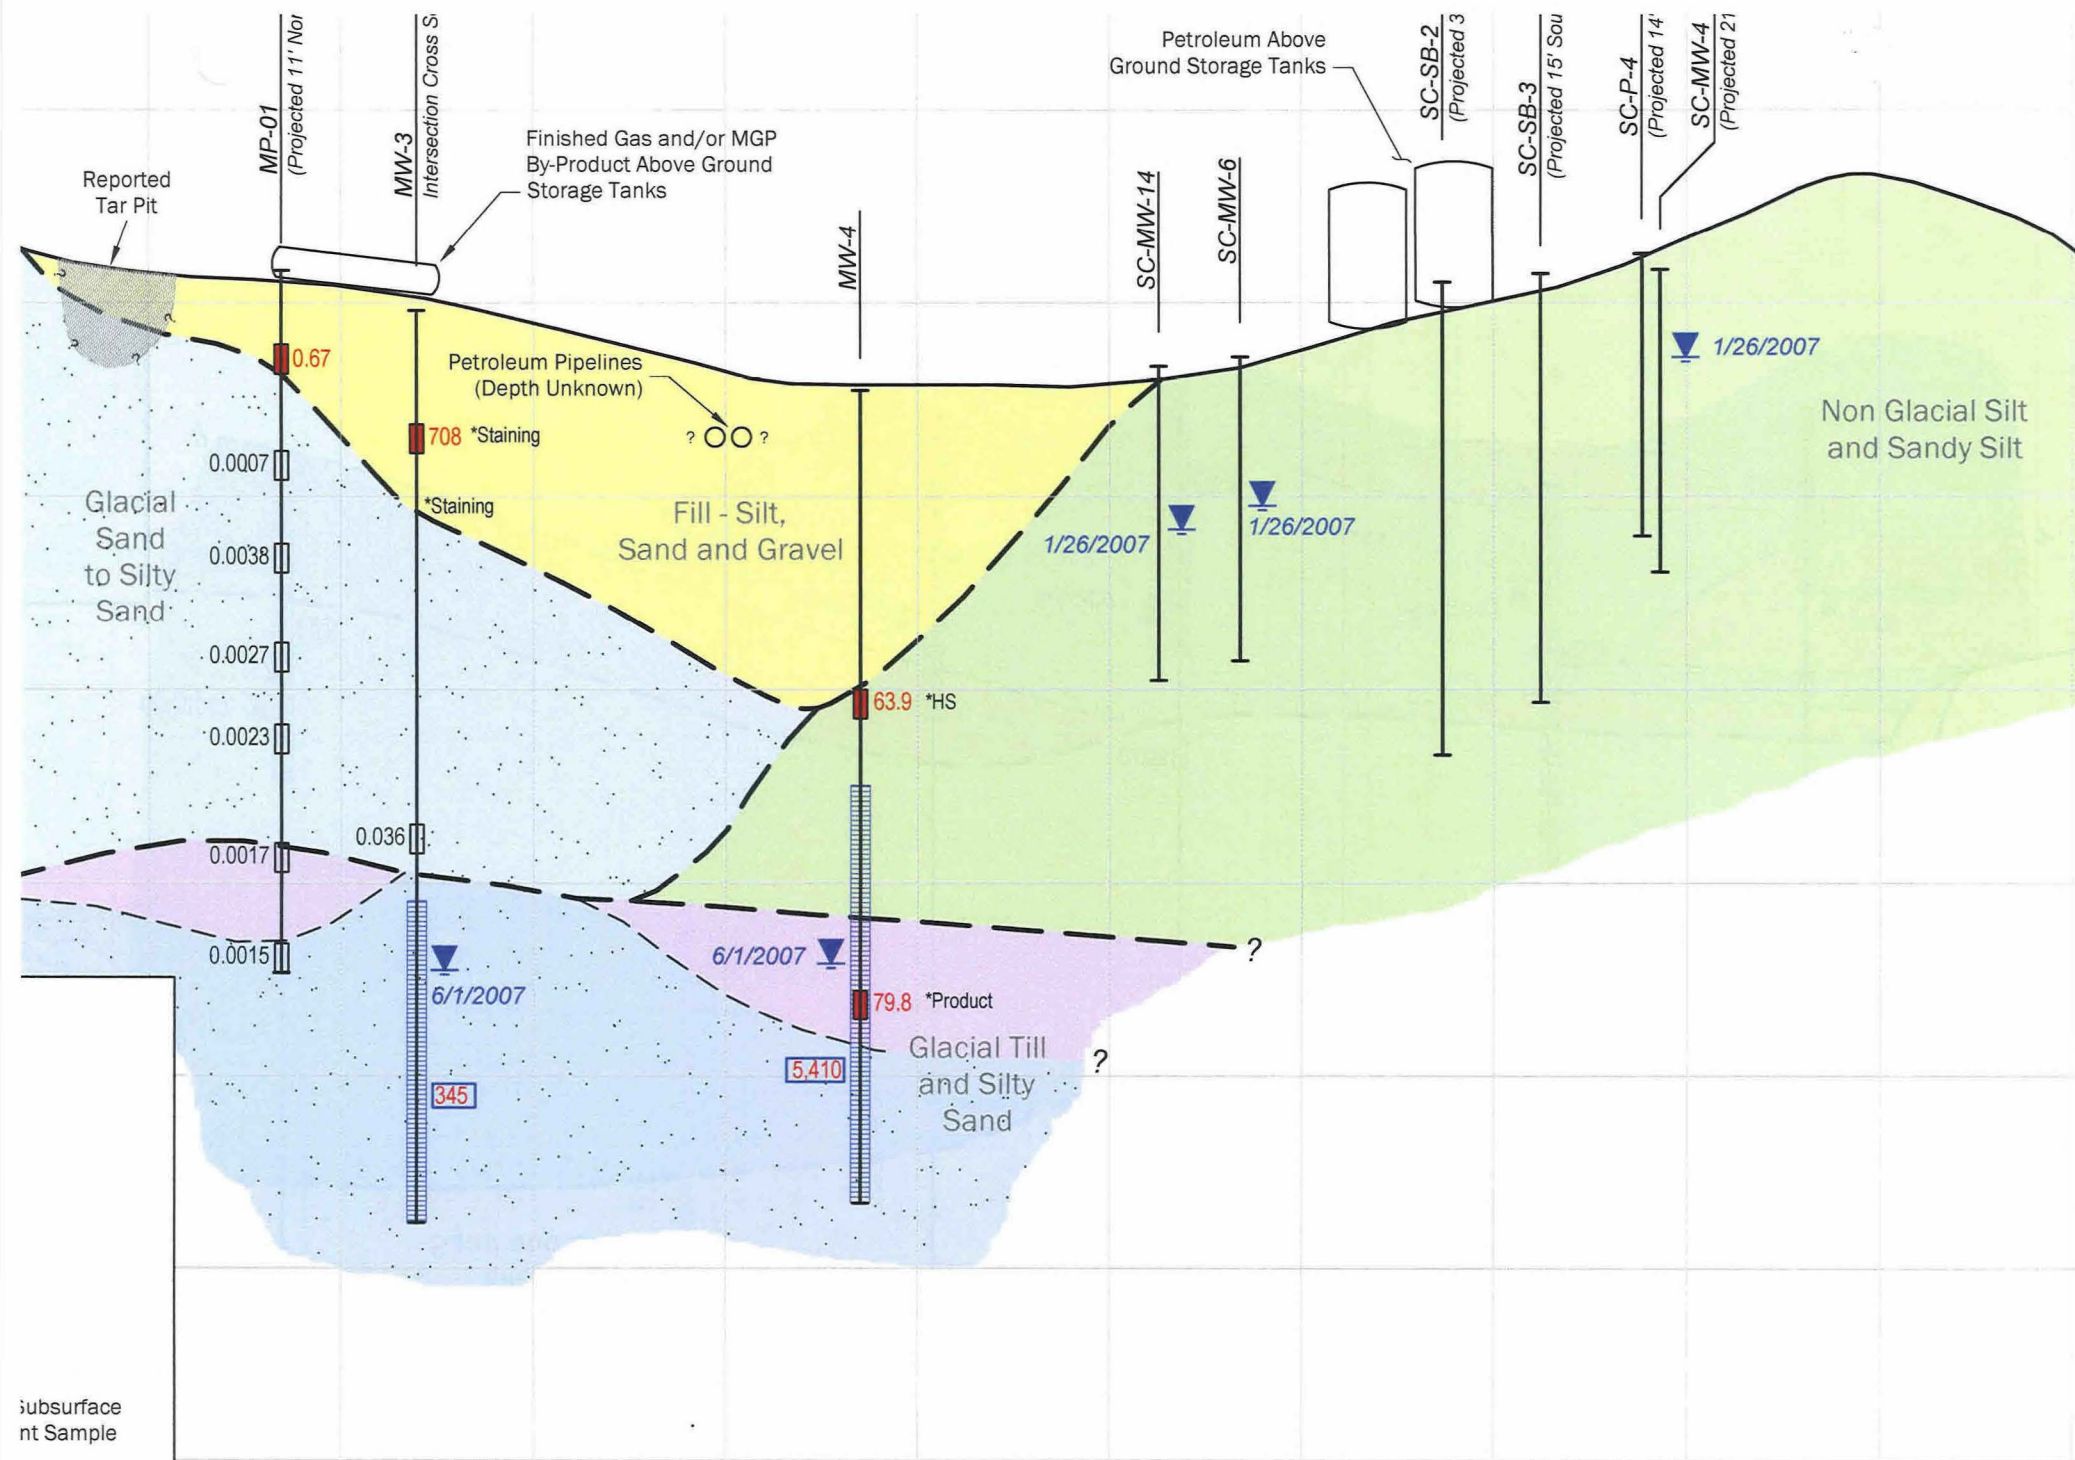 MP-01
(Projected 11' Nor
MW-3
Intersection Cross S
Petroleum Above
Ground Storage Tanks
SC-SB-2
(Projected 3
SC-SB-3
(Projected 15' Sou
SC-P-4
(Projected 14'
SC-MW-4
(Projected 21
Finished Gas and/or MGP
By-Product Above Ground
Storage Tanks
Reported
Tar Pit
MW-4
SC-MW-14
SC-MW-6
?
?
?
?
0.67
Petroleum Pipelines
(Depth Unknown)
1/26/2007
708 *Staining
? ?
Non Glacial Silt
and Sandy Silt
0.0007
*Staining
Glacial
Sand
to Silty
Sand
Fill - Silt,
Sand and Gravel
1/26/2007
1/26/2007
0.0038
0.0027
63.9 *HS
0.0023
0.036
0.0017
0.0015
6/1/2007
6/1/2007
?
79.8 *Product
Glacial Till
and Silty
Sand
?
5,410
345
Subsurface
nt Sample